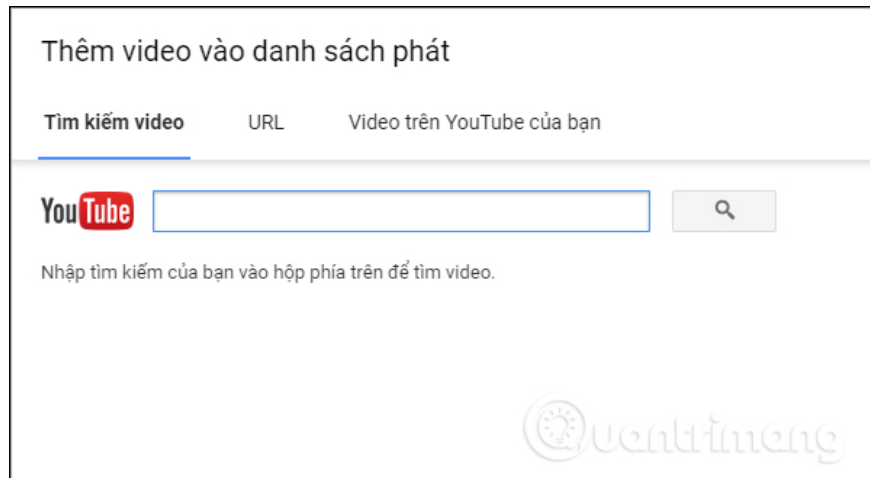 Thêm video vào danh sách phát
Tìm kiếm video URL Video trên YouTube của bạn
YouTube
Nhập tìm kiếm của bạn vào hộp phía trên để tìm video.
Quantrimang